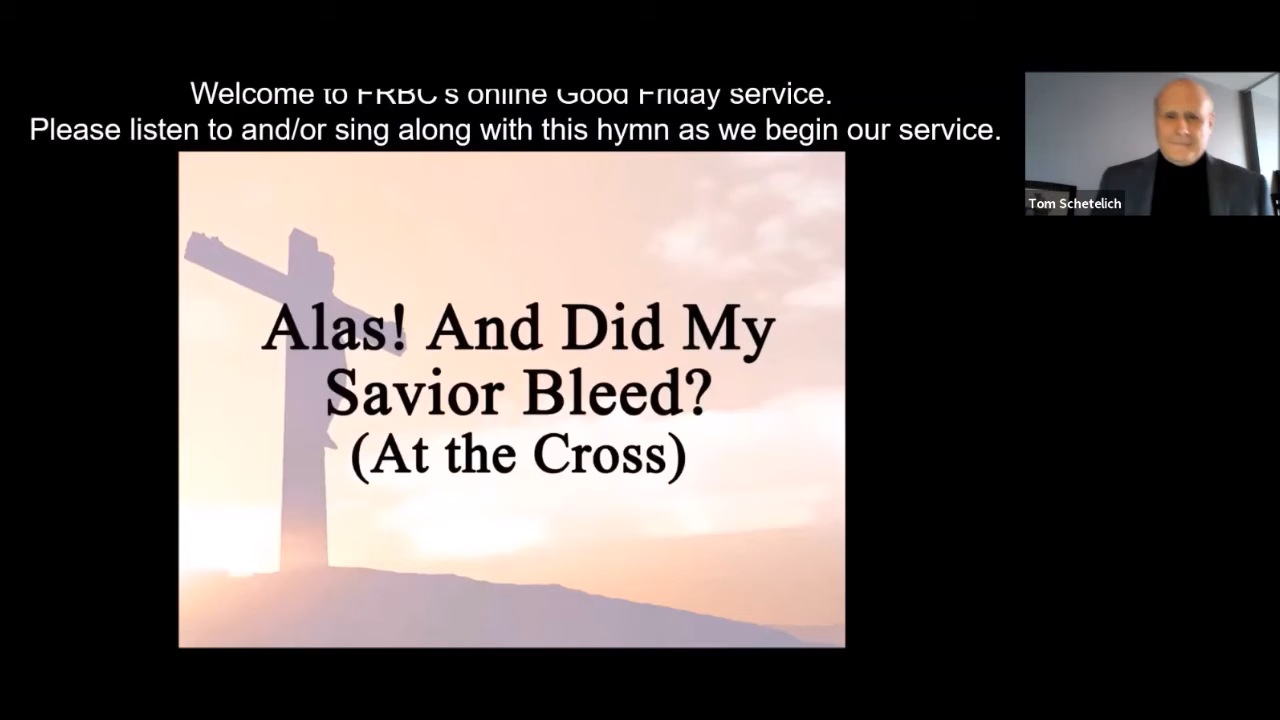 Welcome to FRBC's online Good Friday service.
Please listen to and/or sing along with this hymn as we begin our service.
Tom Schetelich
Alas! And Did My
Savior Bleed?
(At the Cross)